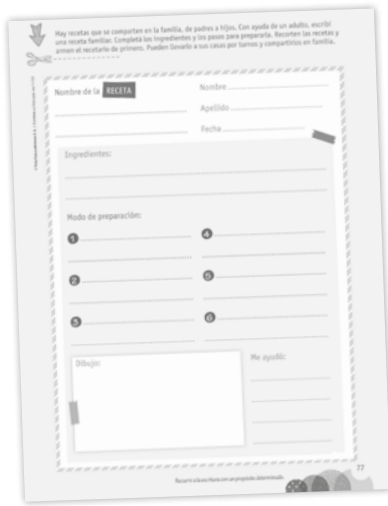 Hay recetas que se comparten en la familia, de padres a hijos. Con ayuda de un adulto, escribí
una receta familiar. Completá los ingredientes y los pasos para prepararla. Recorten las recetas y
armen el recetario de primero. Pueden llevarlo a sus casas por turnos y compartirlos en familia.
Nombre de la RECETA
Nombre
Apellido
Fecha
Ingredientes:
Modo de preparación:
1
4
2
5
3
6
Dibujo:
Me ayudó:
77
Recurrir a la escritura con un propósito determinado.